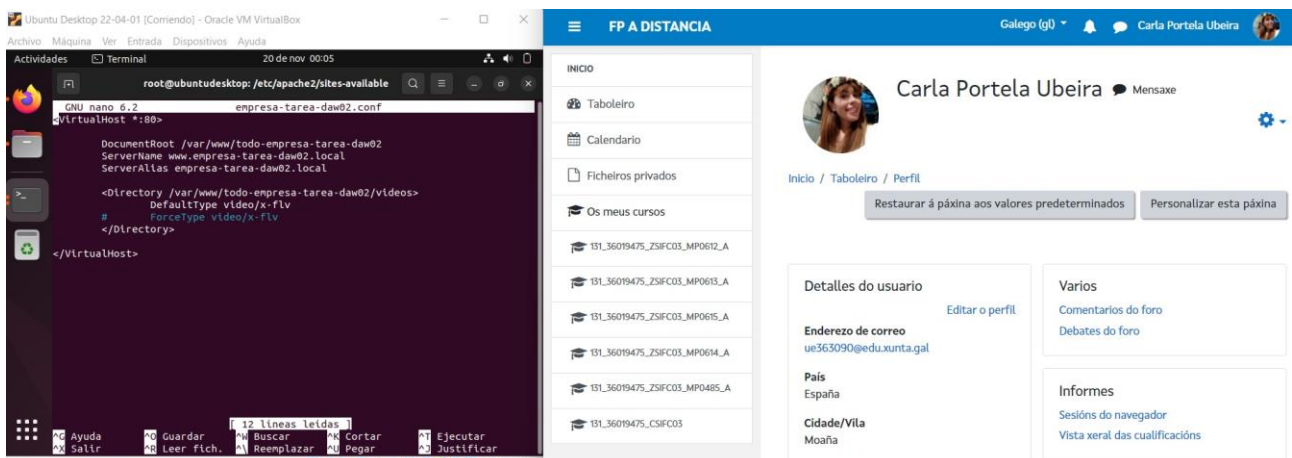 Ubuntu Desktop 22-04-01 [Corriendo] - Oracle VM VirtualBox
Archivo Máquina Ver Entrada Dispositivos Ayuda
Actividades Terminal 20 de nov 00:05
root@ubuntudesktop: /etc/apache2/sites-available
GNU nano 6.2 empresa-tarea-daw02.conf
<VirtualHost *:80>
DocumentRoot /var/www/todo-empresa-tarea-daw02
ServerName www.empresa-tarea-daw02.local
ServerAlias empresa-tarea-daw02.local
<Directory /var/www/todo-empresa-tarea-daw02/videos>
DefaultType video/x-flv
# ForceType video/x-flv
</Directory>
</VirtualHost>
[ 12 líneas leídas ]
^G Ayuda ^O Guardar ^W Buscar ^K Cortar ^T Ejecutar
^X Salir ^R Leer fich. ^\ Reemplazar ^U Pegar ^J Justificar
FP A DISTANCIA
Galego (gl)
Carla Portela Ubeira
INICIO
Taboleiro
Calendario
Ficheiros privados
Os meus cursos
131_36019475_ZSIFC03_MP0612_A
131_36019475_ZSIFC03_MP0613_A
131_36019475_ZSIFC03_MP0615_A
131_36019475_ZSIFC03_MP0614_A
131_36019475_ZSIFC03_MP0485_A
131_36019475_CSIFC03
Carla Portela Ubeira Mensaxe
Inicio / Taboleiro / Perfil
Restaurar á páxina aos valores predeterminados
Personalizar esta páxina
Detalles do usuario
Editar o perfil
Enderezo de correo
ue363090@edu.xunta.gal
País
España
Cidade/Vila
Moaña
Varios
Comentarios do foro
Debates do foro
Informes
Sesións do navegador
Vista xeral das cualificacións